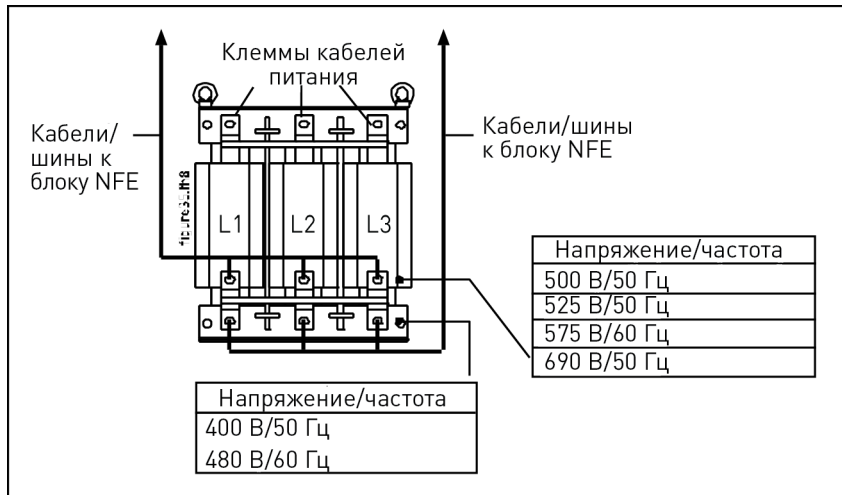 Клеммы кабелей
питания
Кабели/
шины к
блоку NFE
Кабели/шины
к блоку NFE
L1
L2
L3
Напряжение/частота
500 В/50 Гц
525 В/50 Гц
575 В/60 Гц
690 В/50 Гц
Напряжение/частота
400 В/50 Гц
480 В/60 Гц